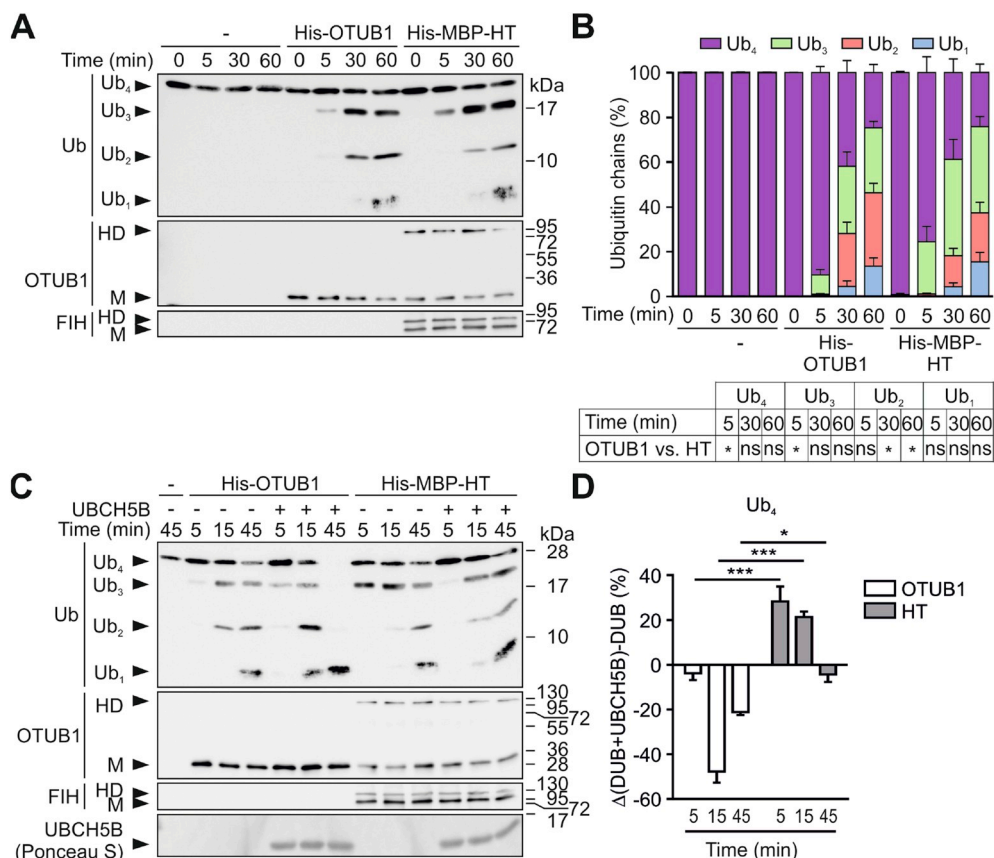 A
- His-OTUB1 His-MBP-HT
Time (min) 0 5 30 60 0 5 30 60 0 5 30 60
kDa
Ub
Ub₄
Ub₃
Ub₂
Ub₁
17
10
OTUB1
HD
M
95
72
55
36
FIH
HD
M
95
72
B
Ub₄ Ub₃ Ub₂ Ub₁
Ubiquitin chains (%)
100
80
60
40
20
0
Time (min) 0 5 30 60 0 5 30 60 0 5 30 60
- His-OTUB1 His-MBP-HT
Ub₄ Ub₃ Ub₂ Ub₁
Time (min) 5 30 60 5 30 60 5 30 60 5 30 60
OTUB1 vs. HT * ns ns * ns ns ns * * ns ns ns
C
- His-OTUB1 His-MBP-HT
UBCH5B - - - - + + + - - - + + +
Time (min) 45 5 15 45 5 15 45 5 15 45 5 15 45
kDa
Ub
Ub₄
Ub₃
Ub₂
Ub₁
28
17
10
OTUB1
HD
M
130
95
72
55
36
28
FIH
HD
M
130
95
72
17
UBCH5B
(Ponceau S)
D
Ub₄
*
***
***
OTUB1
HT
Δ(DUB+UBCH5B)-DUB (%)
40
20
0
-20
-40
-60
5 15 45 5 15 45
Time (min)